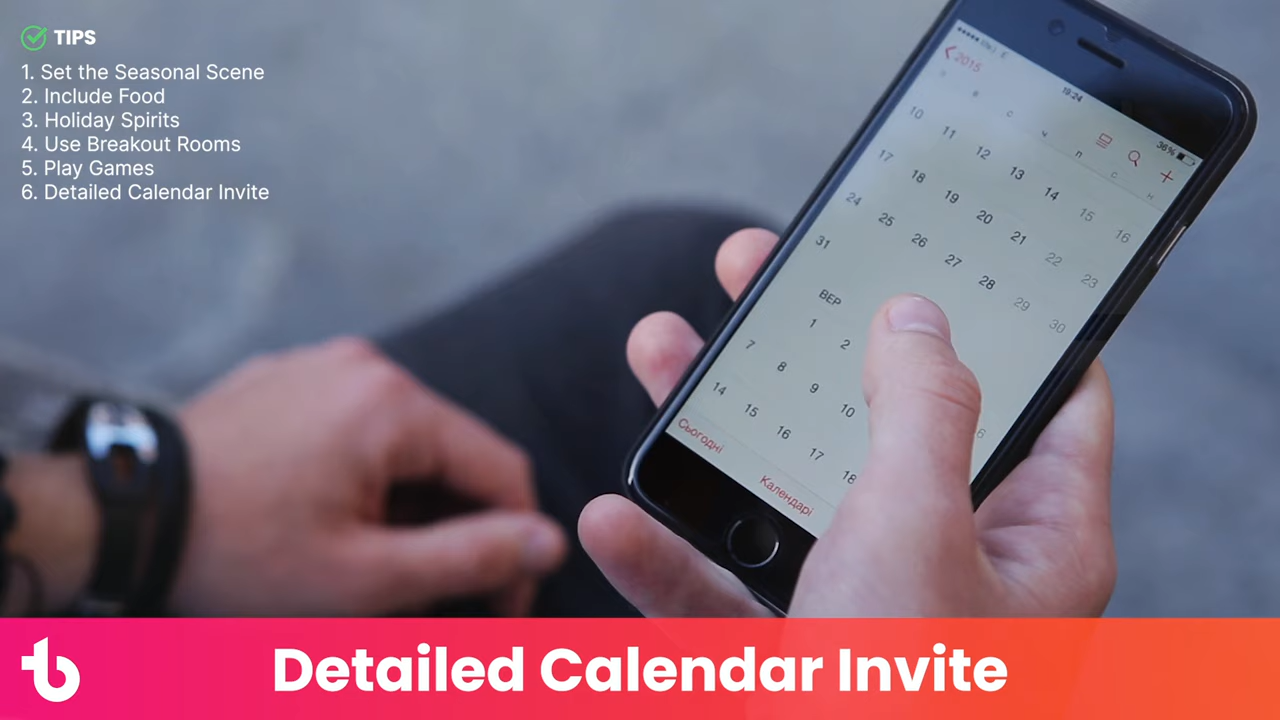 TIPS
1. Set the Seasonal Scene
2. Include Food
3. Holiday Spirits
4. Use Breakout Rooms
5. Play Games
6. Detailed Calendar Invite
2015
19:24
36%
10 11 12 13 14 15 16
17 18 19 20 21 22 23
24 25 26 27 28 29 30
31
ВЕР
1 2 6
7 8 9 10
14 15 16 17 18
Сьогодні
Календарі
tb
Detailed Calendar Invite